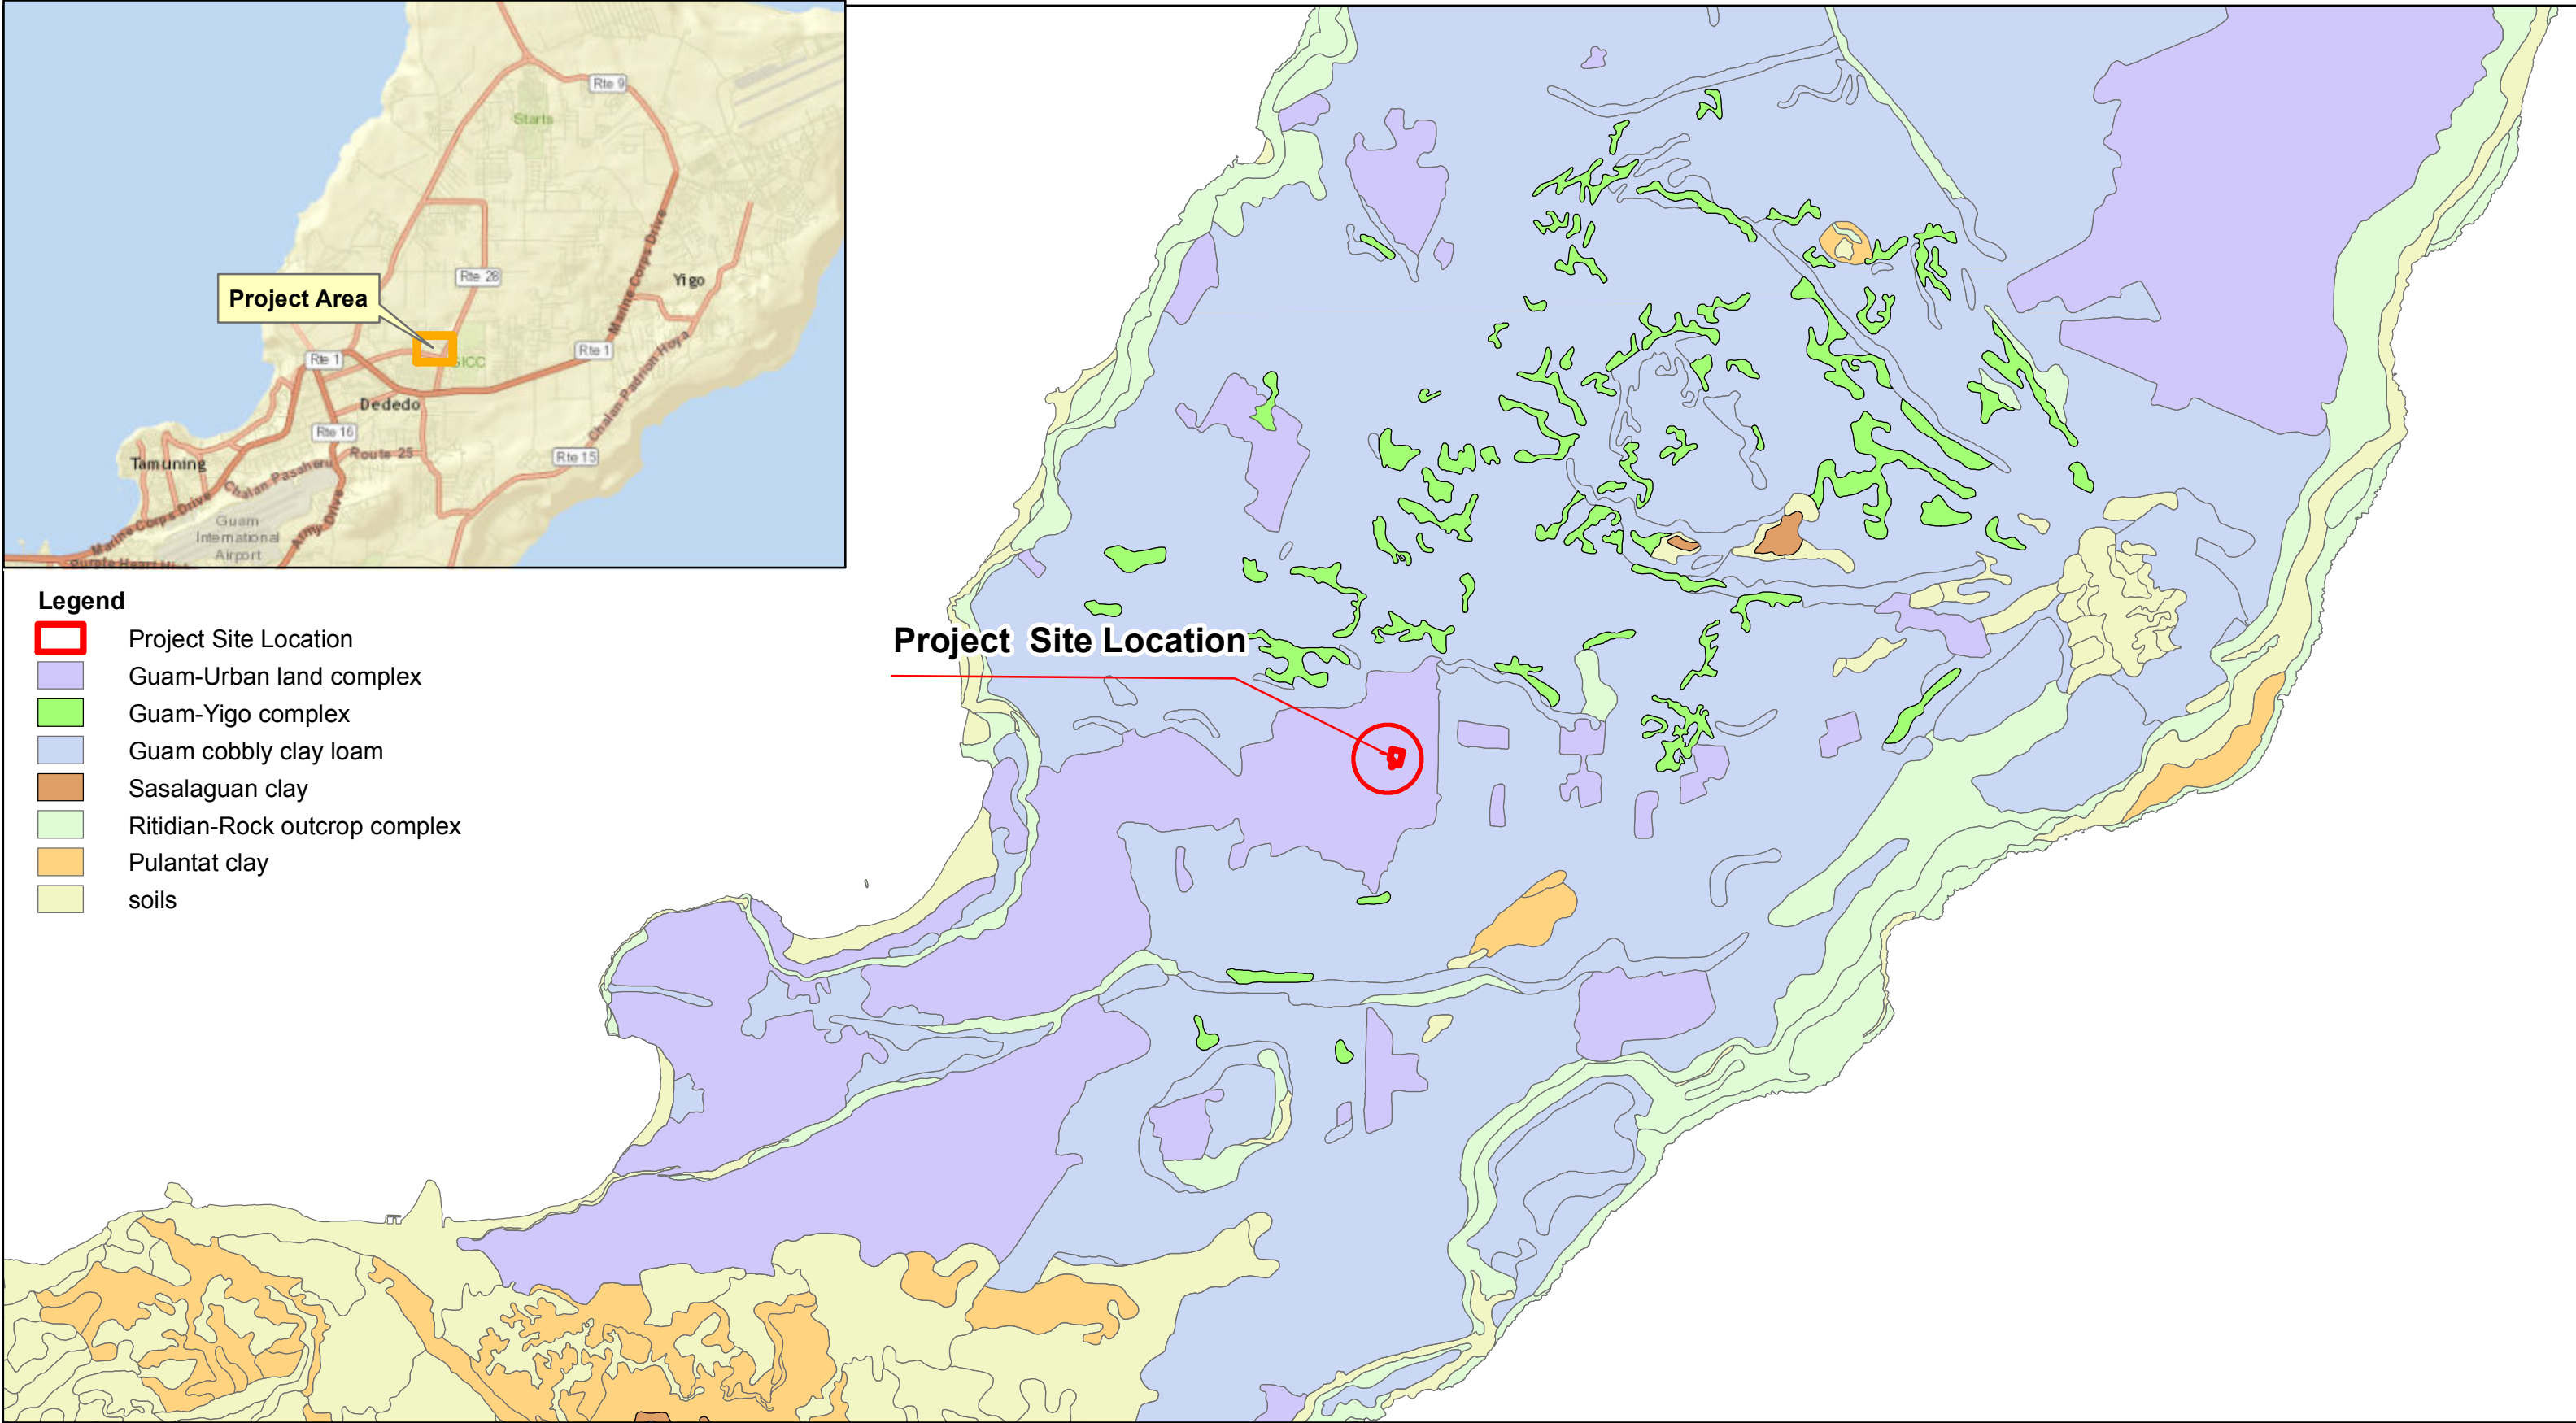 Rte 9
Starts
Marine Corps Drive
Rte 28
Yigo
Project Area
Rte 1
GICC
Rte 1
Chalan Padrion Hoya
Dededo
Rte 16
Route 25
Tamuning
Rte 15
Chalan Pasaheru
Marine Corps Drive
Army Drive
Guam
International
Airport
Purple Heart
Legend
Project Site Location
Guam-Urban land complex
Guam-Yigo complex
Guam cobbly clay loam
Sasalaguan clay
Ritidian-Rock outcrop complex
Pulantat clay
soils
Project Site Location